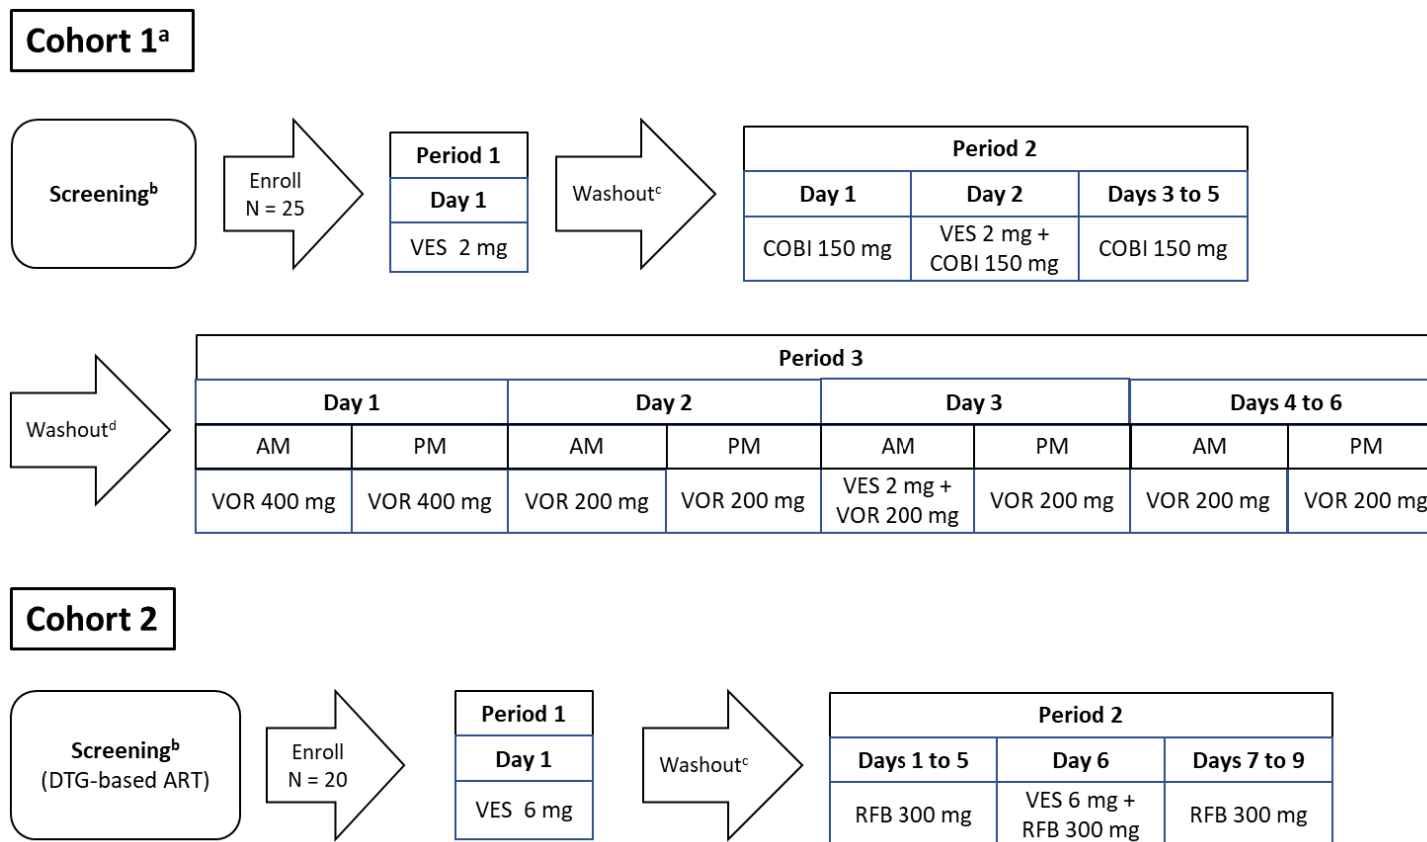 Cohort 1ª
Screeningᵇ
Enroll
N = 25
Period 1
Day 1
VES 2 mg
Washoutᶜ
Period 2
Day 1 Day 2 Days 3 to 5
COBI 150 mg VES 2 mg + COBI 150 mg COBI 150 mg
Washoutᵈ
Period 3
Day 1 Day 2 Day 3 Days 4 to 6
AM PM AM PM AM PM AM PM
VOR 400 mg VOR 400 mg VOR 200 mg VOR 200 mg VES 2 mg + VOR 200 mg VOR 200 mg VOR 200 mg VOR 200 mg
Cohort 2
Screeningᵇ
(DTG-based ART)
Enroll
N = 20
Period 1
Day 1
VES 6 mg
Washoutᶜ
Period 2
Days 1 to 5 Day 6 Days 7 to 9
RFB 300 mg VES 6 mg + RFB 300 mg RFB 300 mg